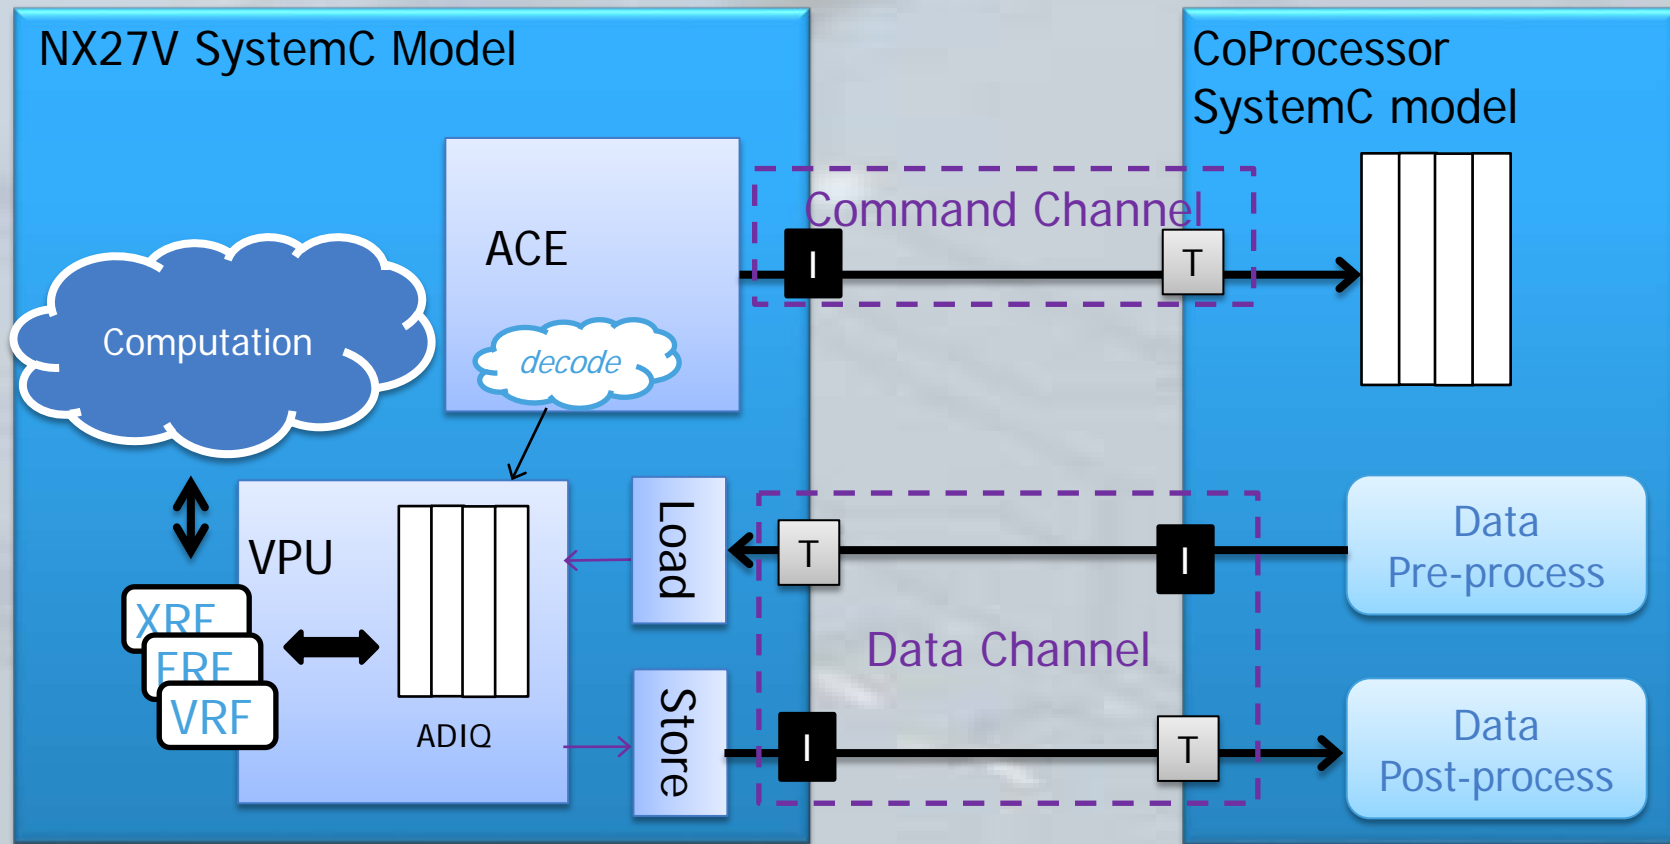 NX27V SystemC Model
CoProcessor
SystemC model
Command Channel
ACE
I
T
Computation
decode
Load
T
I
Data
Pre-process
VPU
XRF
FRF
VRF
ADIQ
Data Channel
Store
I
T
Data
Post-process